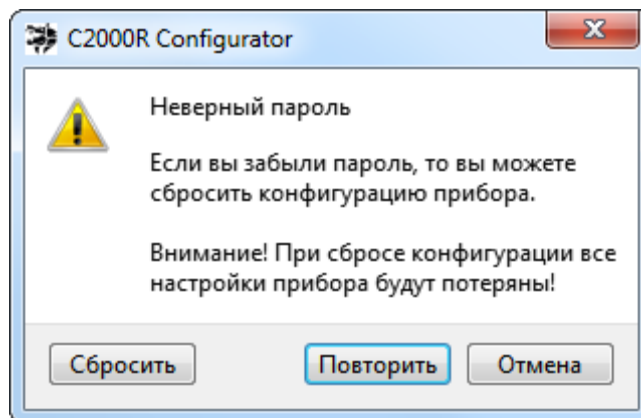 C2000R Configurator
Неверный пароль
Если вы забыли пароль, то вы можете
сбросить конфигурацию прибора.
Внимание! При сбросе конфигурации все
настройки прибора будут потеряны!
Сбросить Повторить Отмена